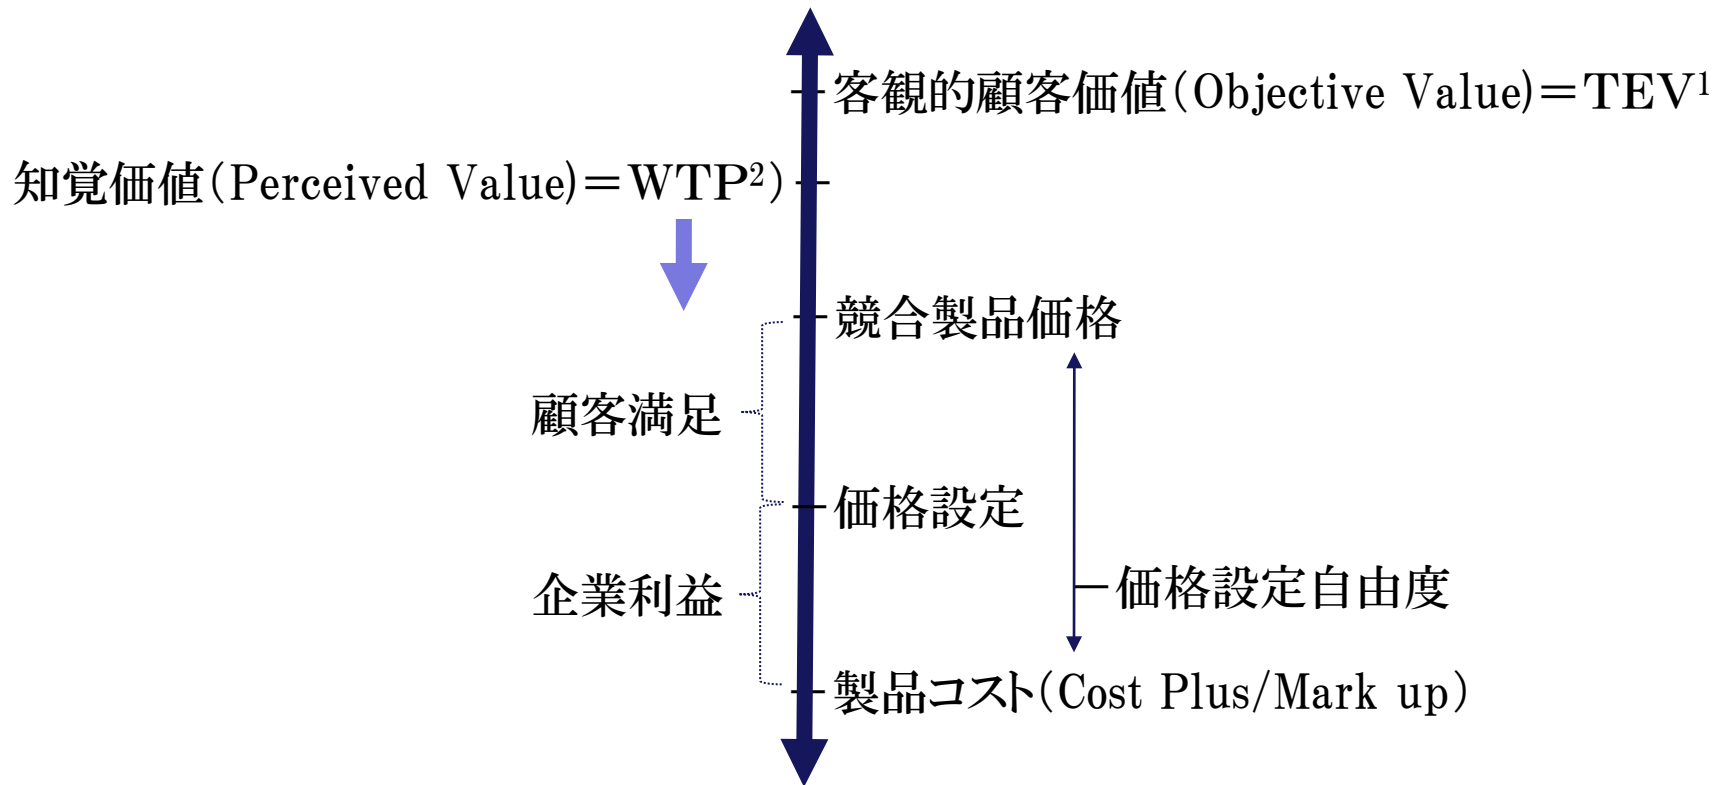 客観的顧客価値(Objective Value)=TEV¹
知覚価値(Perceived Value)=WTP²)
競合製品価格
顧客満足
価格設定
価格設定自由度
企業利益
製品コスト(Cost Plus/Mark up)